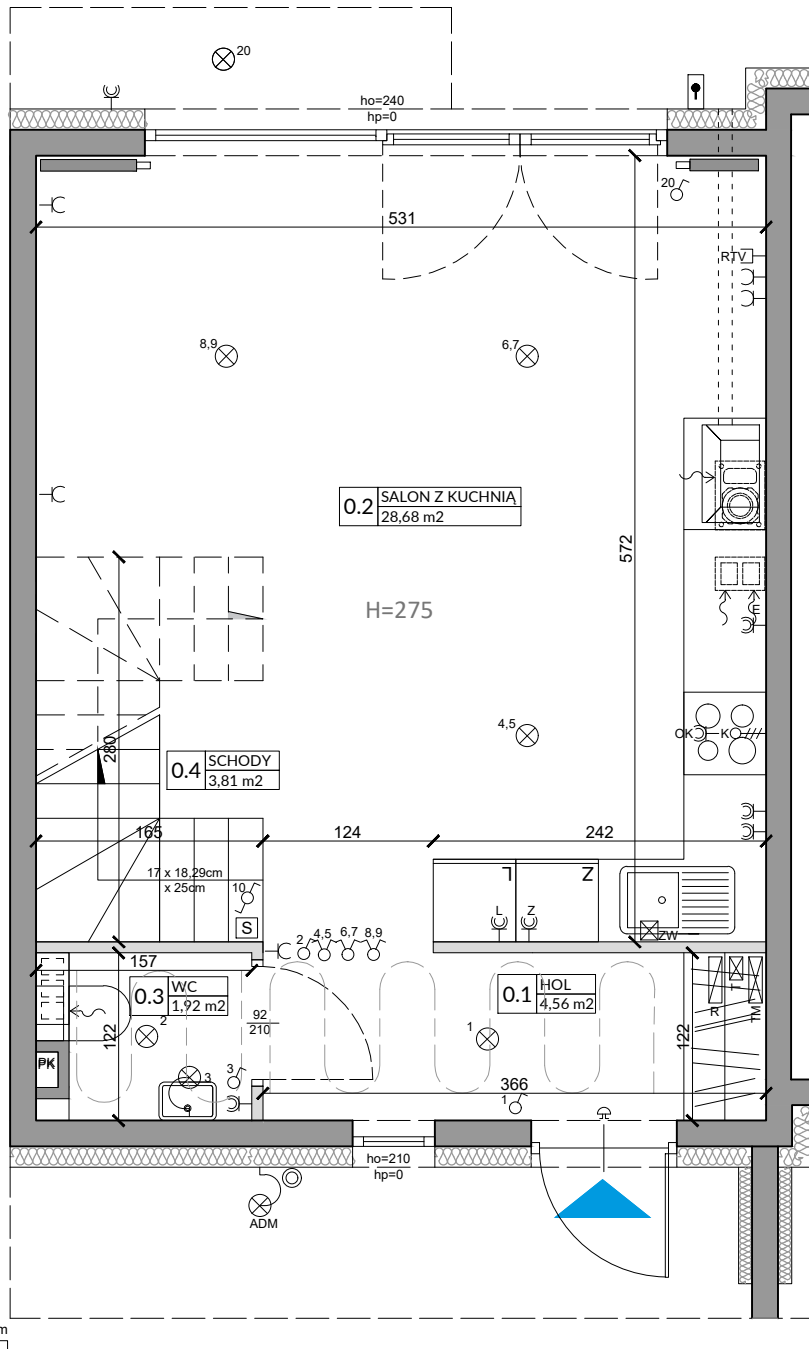 20
ho=240
hp=0
20
531
RTV
8,9
6,7
0.2
SALON Z KUCHNIĄ
28,68 m2
572
H=275
E
4,5
OK
K
280
0.4
SCHODY
3,81 m2
165
124
242
17 x 18,29cm
x 25cm
10
S
L
Z
L
Z
ZW
2
4,5
6,7
8,9
157
0.3
WC
1,92 m2
92
210
0.1
HOL
4,56 m2
R
T
TM
122
2
1
122
PK
3
3
366
1
ho=210
hp=0
ADM
m